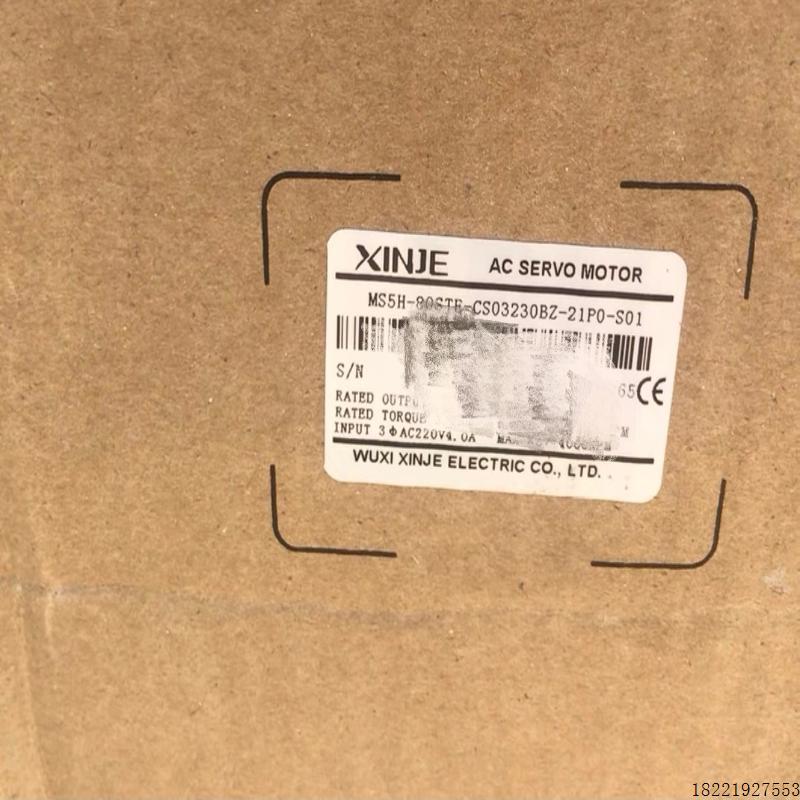 XINJE AC SERVO MOTOR
MS5H-80STE-CS03230BZ-21P0-S01
S/N 65 CE
RATED
RATED TORQUE
INPUT 3ΦAC220V4.0A
WUXI XINJE ELECTRIC CO., LTD.
18221927553